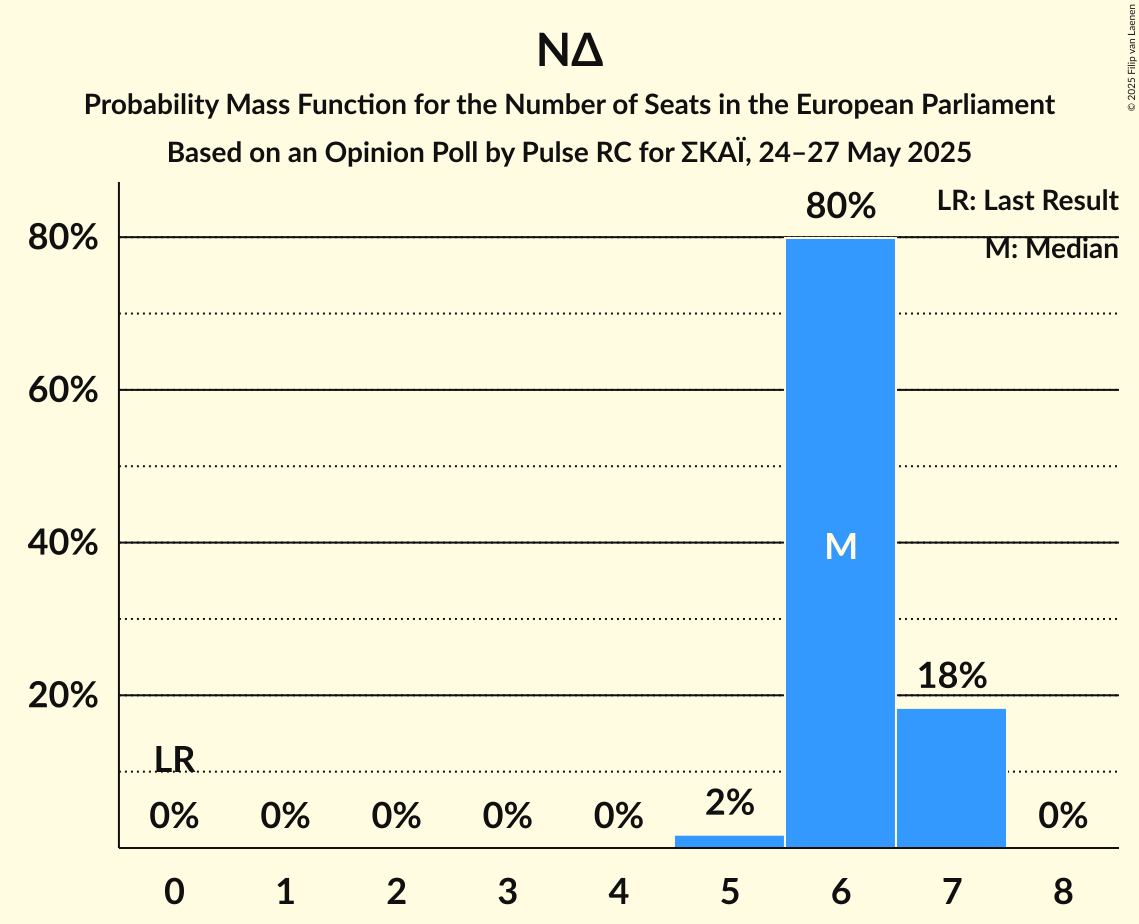 ΝΔ
Probability Mass Function for the Number of Seats in the European Parliament
Based on an Opinion Poll by Pulse RC for ΣΚΑΪ, 24–27 May 2025
© 2025 Filip van Laenen
LR: Last Result
M: Median
80%
60%
40%
20%
LR
0%
0%
0%
0%
0%
2%
80%
M
18%
0%
0 1 2 3 4 5 6 7 8